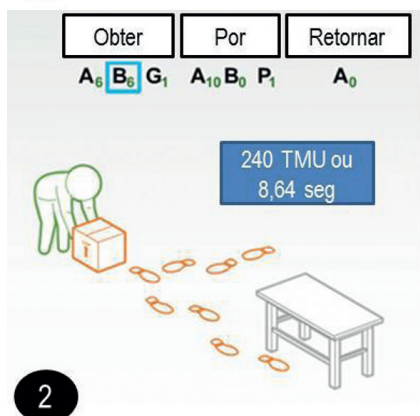 Obter Por Retornar
A6 B6 G1 A10 B0 P1 A0
240 TMU ou
8,64 seg
2